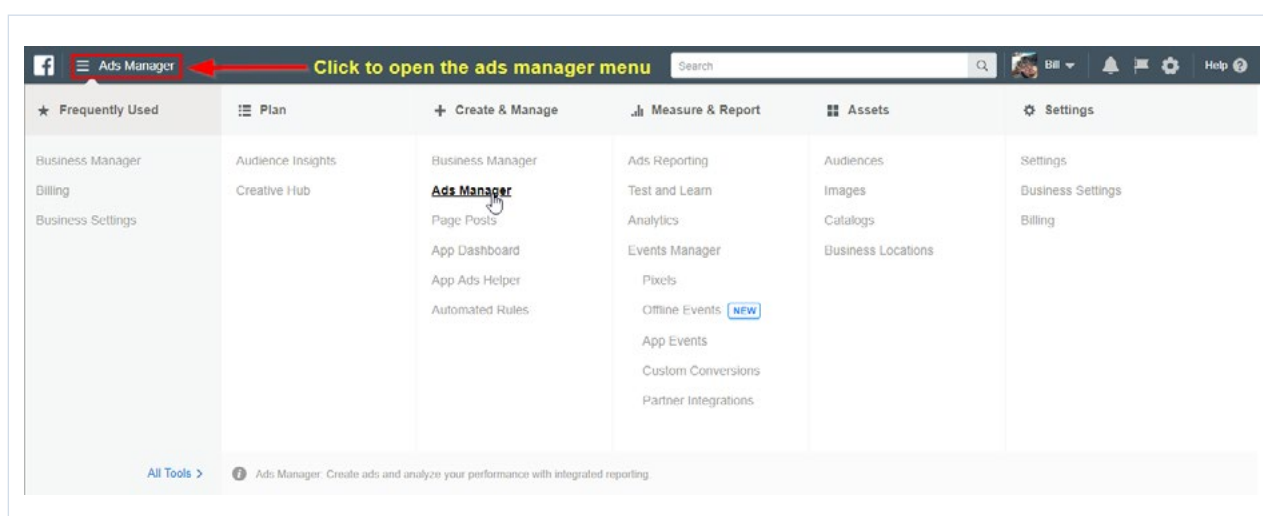 f Ads Manager Click to open the ads manager menu Search Bill Help
Frequently Used Plan Create & Manage Measure & Report Assets Settings
Business Manager Audience Insights Business Manager Ads Reporting Audiences Settings
Billing Creative Hub Ads Manager Test and Learn Images Business Settings
Business Settings Page Posts Analytics Catalogs Billing
App Dashboard Events Manager Business Locations
App Ads Helper Pixels
Automated Rules Offline Events NEW
App Events
Custom Conversions
Partner Integrations
All Tools > Ads Manager: Create ads and analyze your performance with integrated reporting